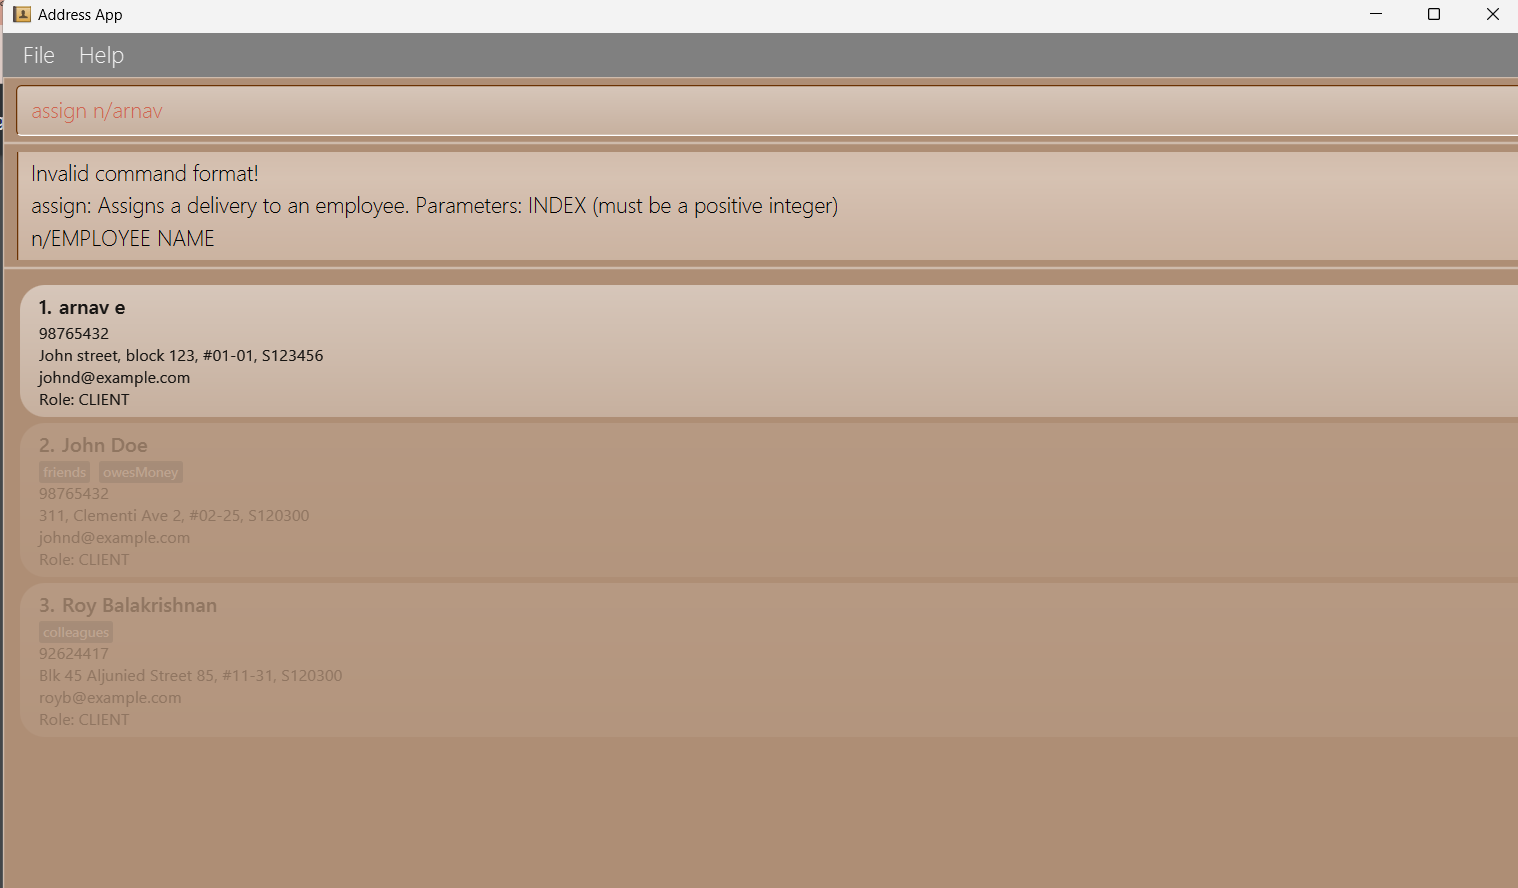 Address App
File Help
assign n/arnav
Invalid command format!
assign: Assigns a delivery to an employee. Parameters: INDEX (must be a positive integer)
n/EMPLOYEE NAME
1. arnav e
98765432
John street, block 123, #01-01, S123456
johnd@example.com
Role: CLIENT
2. John Doe
friends owesMoney
98765432
311, Clementi Ave 2, #02-25, S120300
johnd@example.com
Role: CLIENT
3. Roy Balakrishnan
colleagues
92624417
Blk 45 Aljunied Street 85, #11-31, S120300
royb@example.com
Role: CLIENT